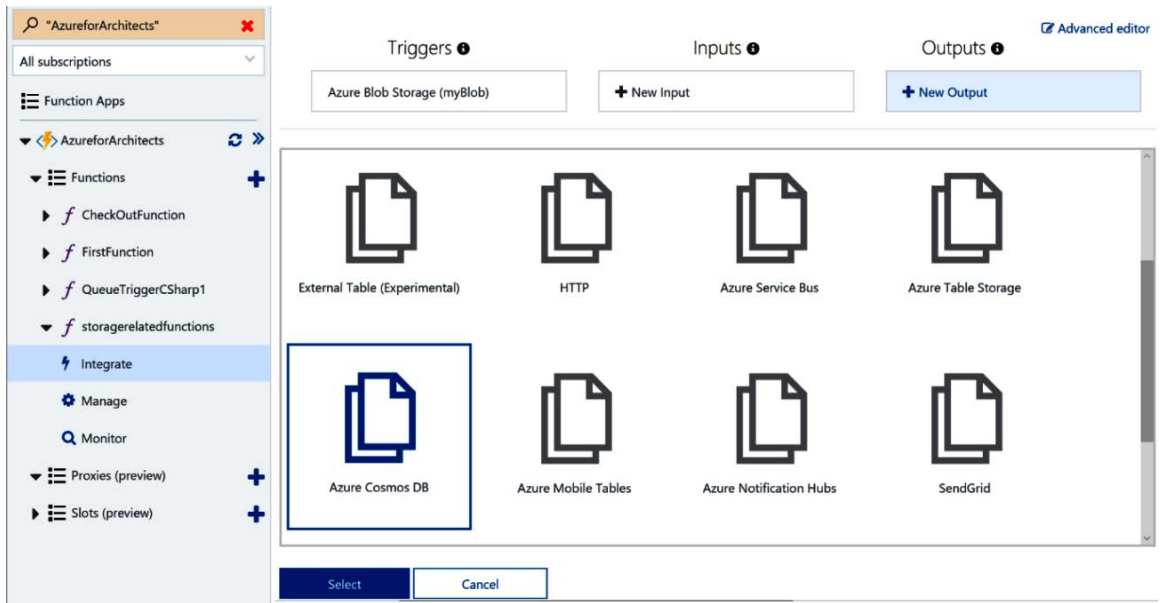 "AzureforArchitects"
All subscriptions
Function Apps
AzureforArchitects
Functions
CheckOutFunction
FirstFunction
QueueTriggerCSharp1
storagerelatedfunctions
Integrate
Manage
Monitor
Proxies (preview)
Slots (preview)
Advanced editor
Triggers
Inputs
Outputs
Azure Blob Storage (myBlob)
New Input
New Output
External Table (Experimental)
HTTP
Azure Service Bus
Azure Table Storage
Azure Cosmos DB
Azure Mobile Tables
Azure Notification Hubs
SendGrid
Select
Cancel